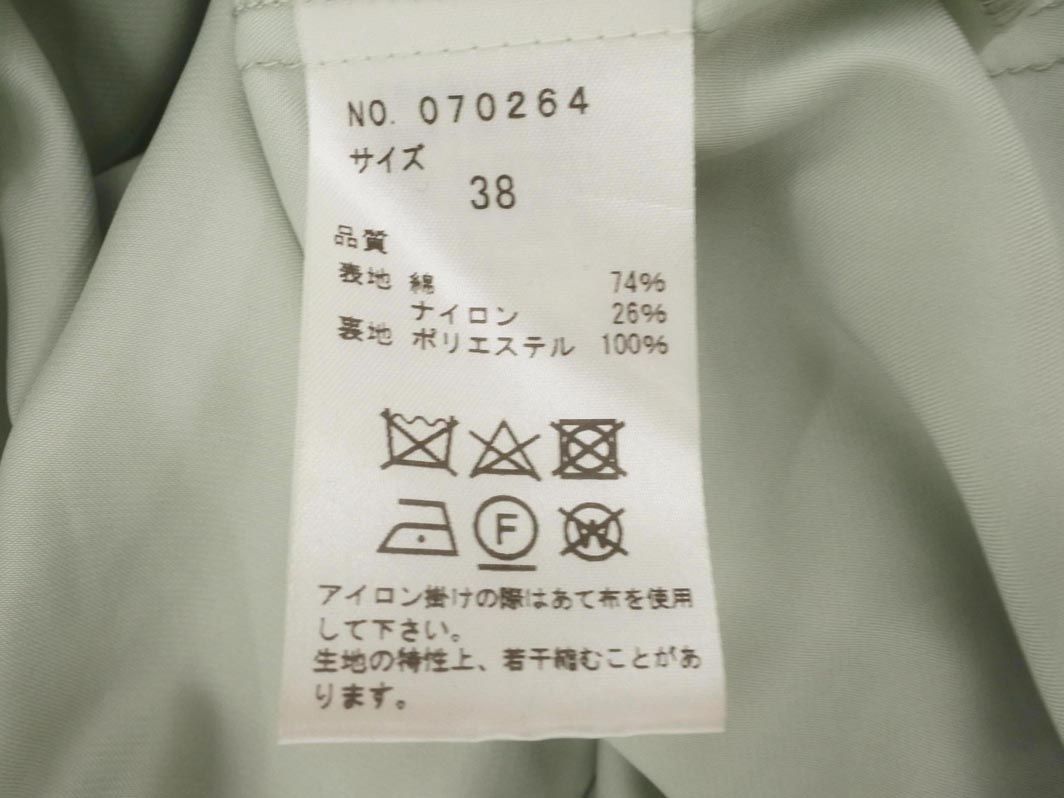 NO. 070264
サイズ
38
品質
表地 綿 74%
ナイロン 26%
裏地 ポリエステル 100%
F
W
アイロン掛けの際はあて布を使用
して下さい。
生地の特性上、若干縮むことがあ
ります。